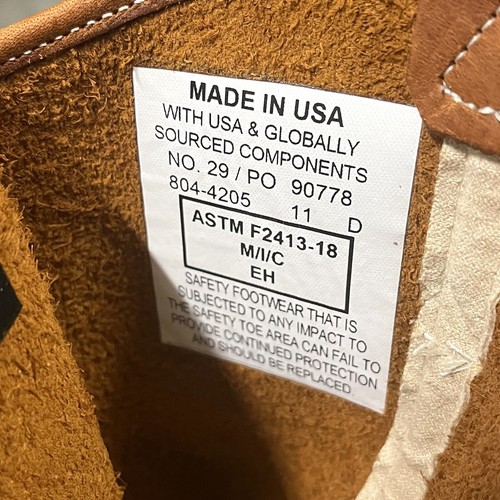 MADE IN USA
WITH USA & GLOBALLY
SOURCED COMPONENTS
NO. 29 / PO 90778
804-4205 11 D
ASTM F2413-18
M/I/C
EH
SAFETY FOOTWEAR THAT IS
SUBJECTED TO ANY IMPACT TO
THE SAFETY TOE AREA CAN FAIL TO
PROVIDE CONTINUED PROTECTION
AND SHOULD BE REPLACED.